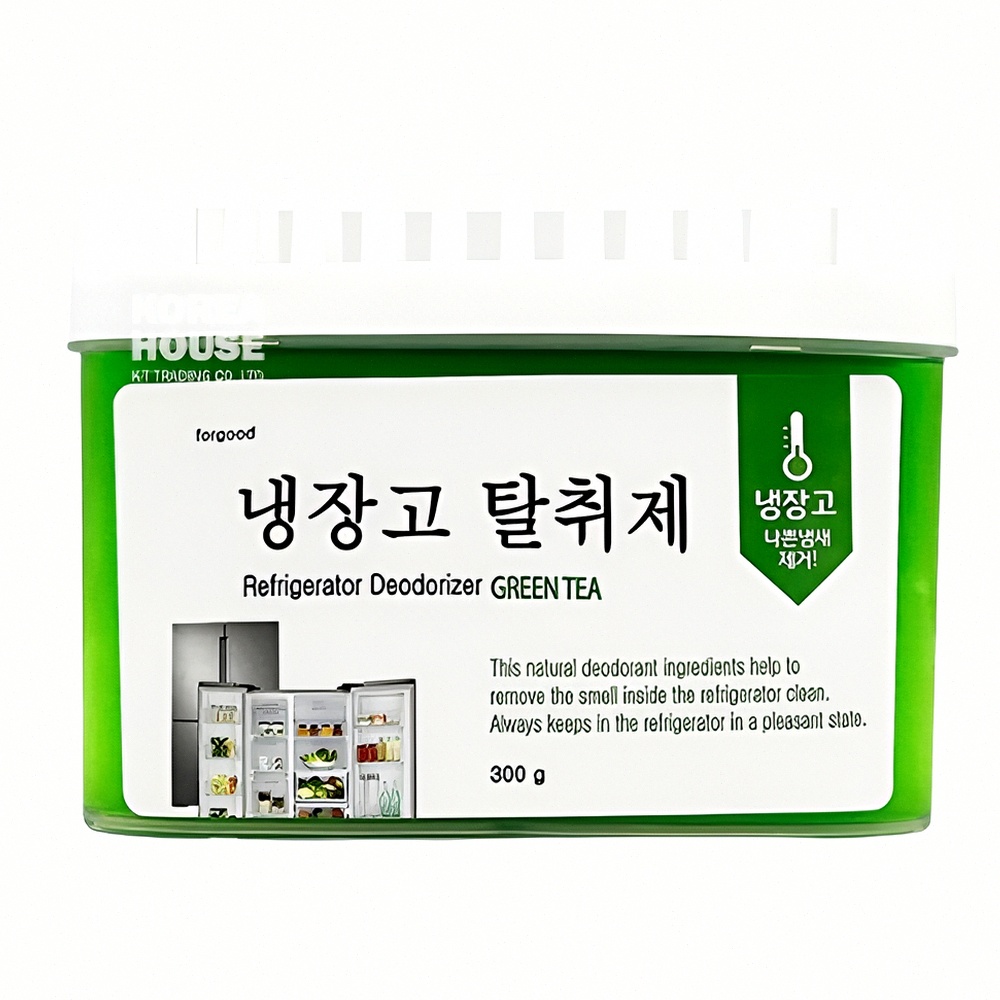 KOREA
HOUSE
KJT TRADING CO., LTD.
forgood
냉장고 탈취제
Refrigerator Deodorizer GREEN TEA
냉장고
나쁜냄새
제거!
This natural deodorant ingredients help to
remove the smell inside the refrigerator clean.
Always keeps in the refrigerator in a pleasant state.
300 g